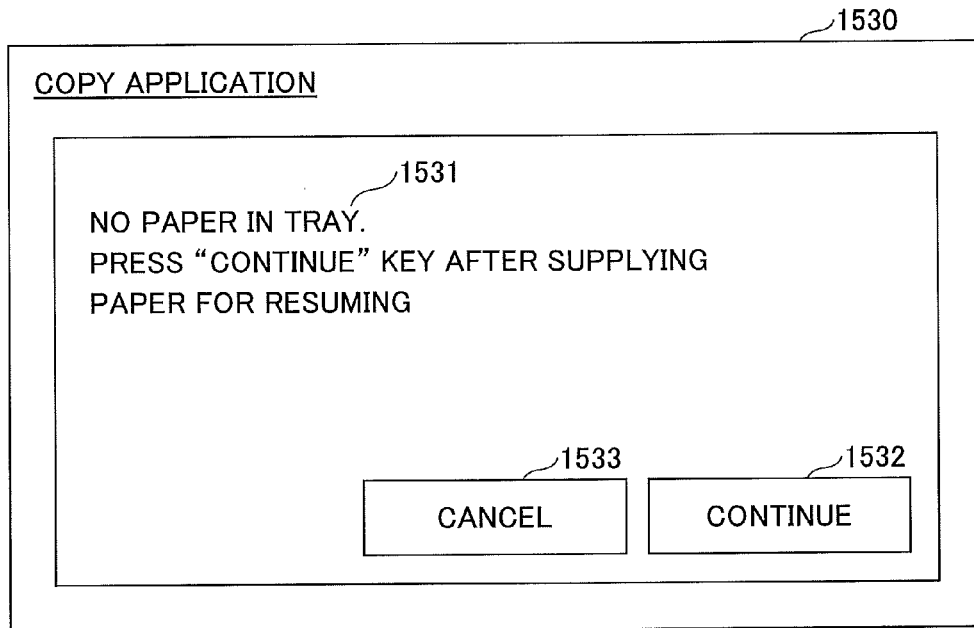 1530
COPY APPLICATION
1531
NO PAPER IN TRAY.
PRESS “CONTINUE” KEY AFTER SUPPLYING
PAPER FOR RESUMING
1533
1532
CANCEL
CONTINUE